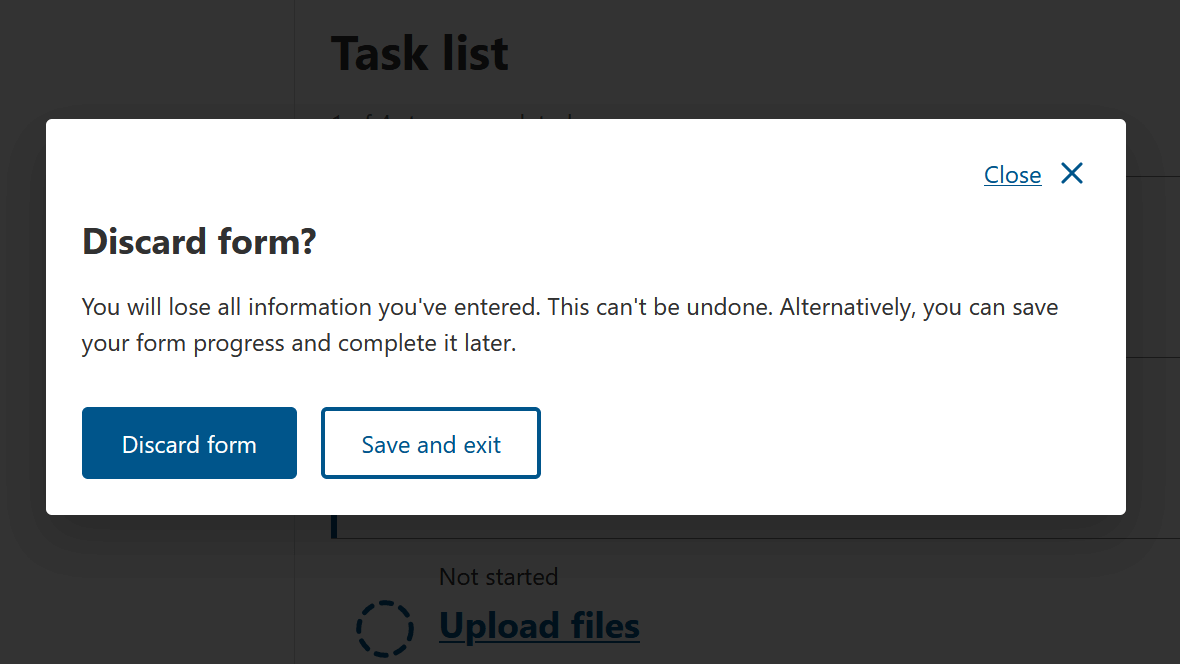 Task list
Close
Discard form?
You will lose all information you've entered. This can't be undone. Alternatively, you can save
your form progress and complete it later.
Discard form
Save and exit
Not started
Upload files